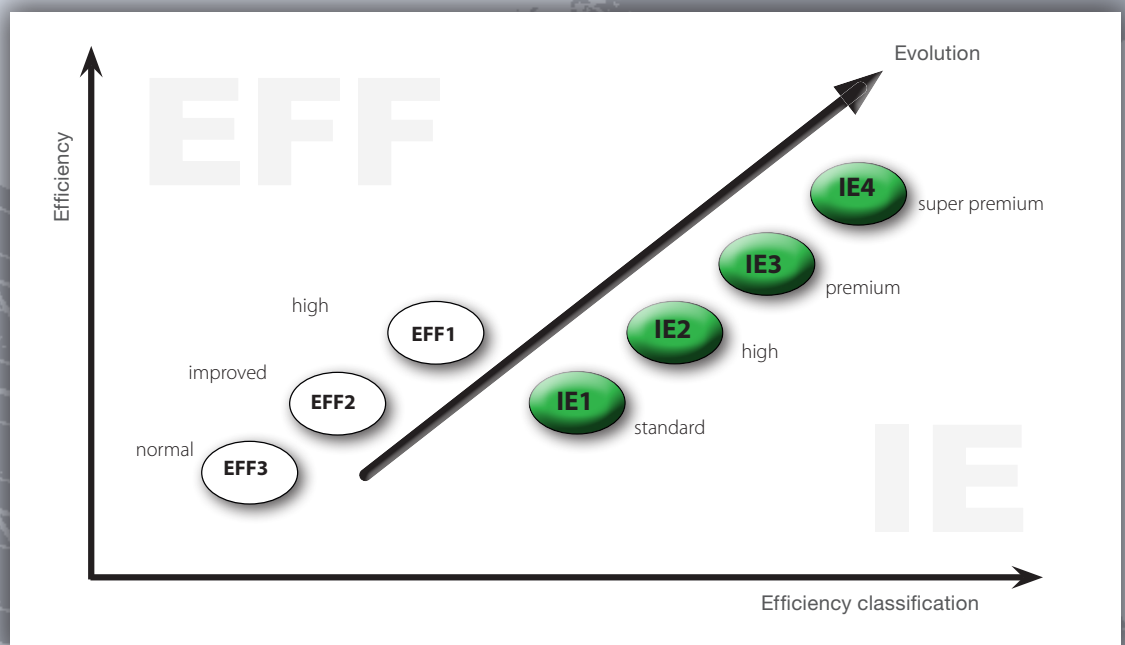 EFF
Evolution
Efficiency
IE4
super premium
IE3
premium
high
EFF1
IE2
high
improved
EFF2
IE1
standard
normal
EFF3
IE
Efficiency classification